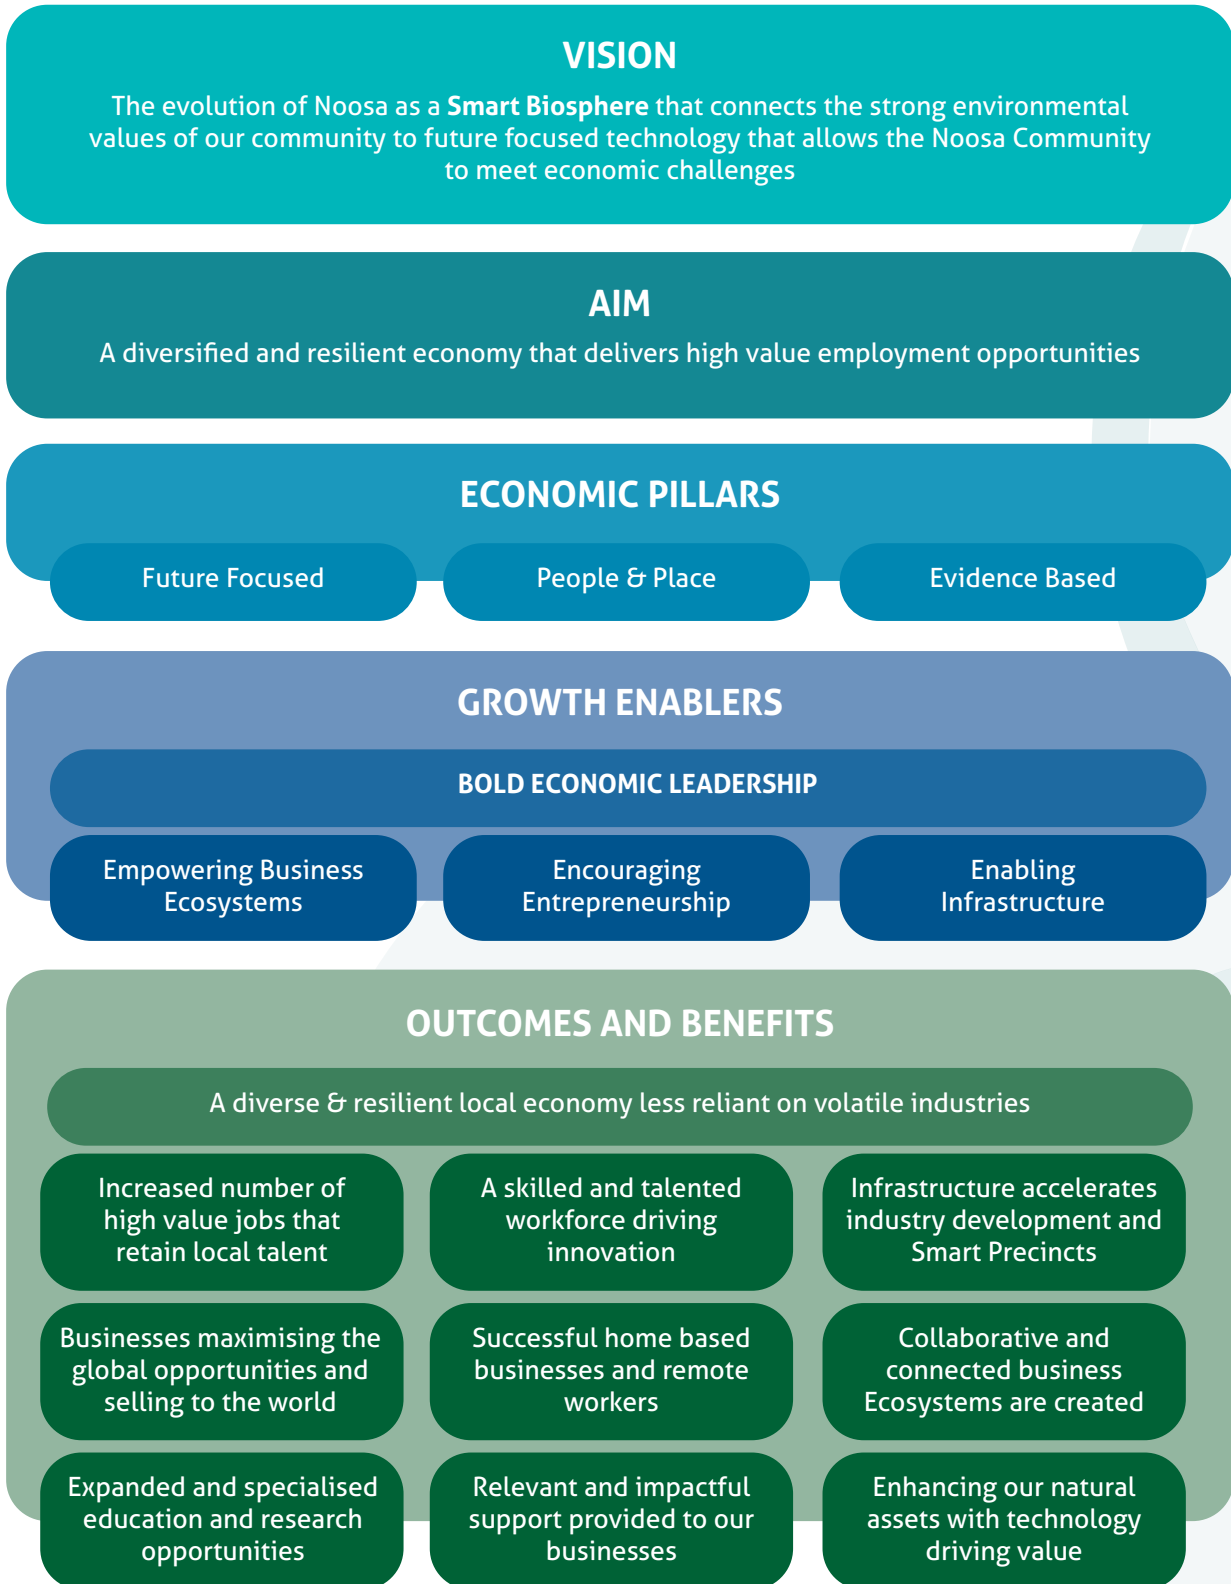 VISION
The evolution of Noosa as a Smart Biosphere that connects the strong environmental
values of our community to future focused technology that allows the Noosa Community
to meet economic challenges
AIM
A diversified and resilient economy that delivers high value employment opportunities
ECONOMIC PILLARS
Future Focused
People & Place
Evidence Based
GROWTH ENABLERS
BOLD ECONOMIC LEADERSHIP
Empowering Business
Ecosystems
Encouraging
Entrepreneurship
Enabling
Infrastructure
OUTCOMES AND BENEFITS
A diverse & resilient local economy less reliant on volatile industries
Increased number of
high value jobs that
retain local talent
A skilled and talented
workforce driving
innovation
Infrastructure accelerates
industry development and
Smart Precincts
Businesses maximising the
global opportunities and
selling to the world
Successful home based
businesses and remote
workers
Collaborative and
connected business
Ecosystems are created
Expanded and specialised
education and research
opportunities
Relevant and impactful
support provided to our
businesses
Enhancing our natural
assets with technology
driving value